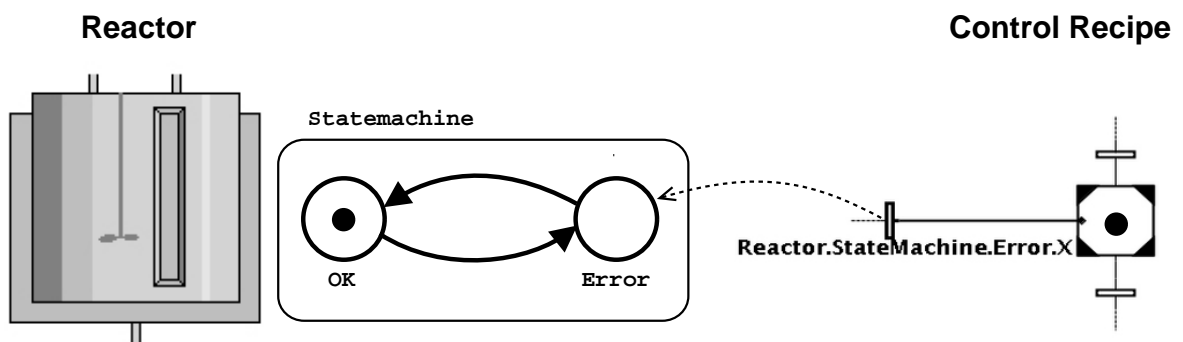 Reactor
Control Recipe
Statemachine
Reactor.StateMachine.Error.X
OK
Error